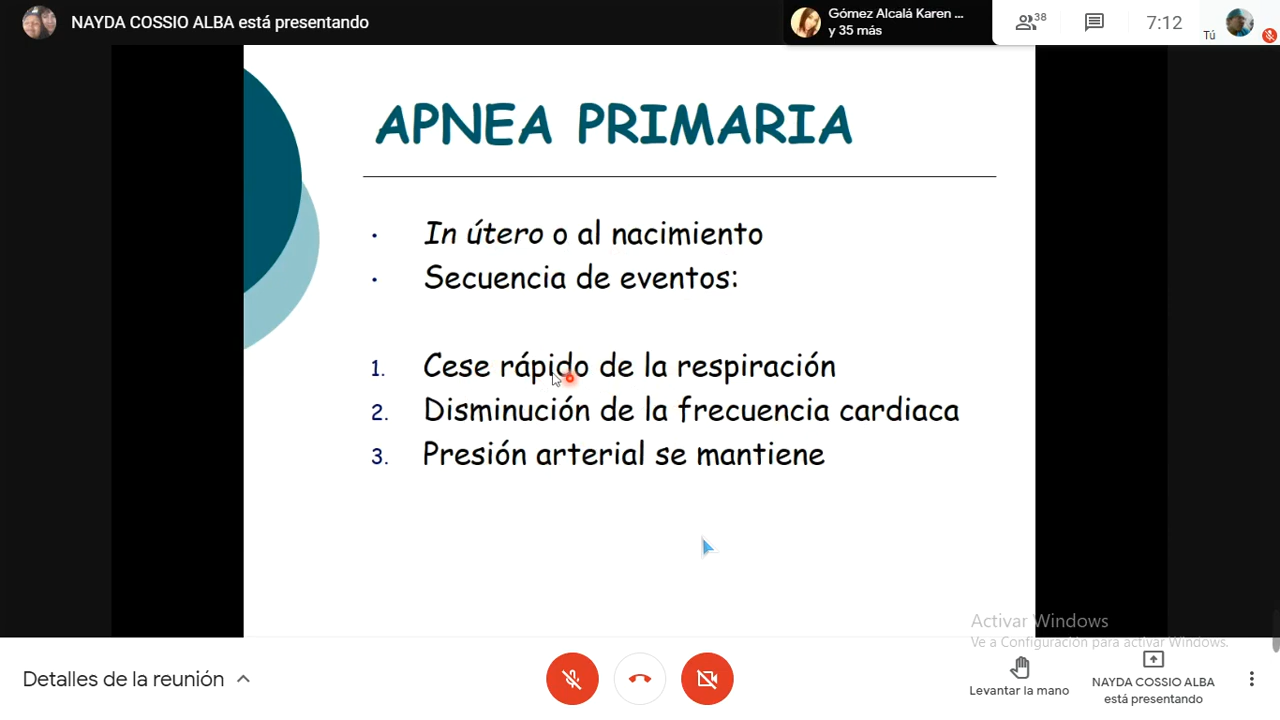 NAYDA COSSIO ALBA está presentando
Gómez Alcalá Karen ...
y 35 más
38
7:12
Tú
APNEA PRIMARIA
· In útero o al nacimiento
· Secuencia de eventos:
1. Cese rápido de la respiración
2. Disminución de la frecuencia cardiaca
3. Presión arterial se mantiene
Activar Windows
Ve a Configuración para activar Windows.
Detalles de la reunión
Levantar la mano
NAYDA COSSIO ALBA
está presentando